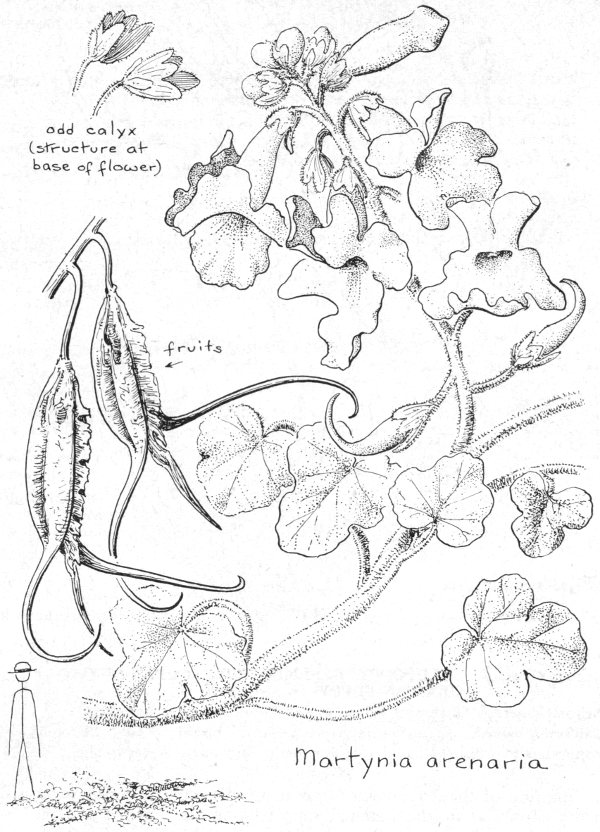 odd calyx
(structure at
base of flower)
fruits
Martynia arenaria